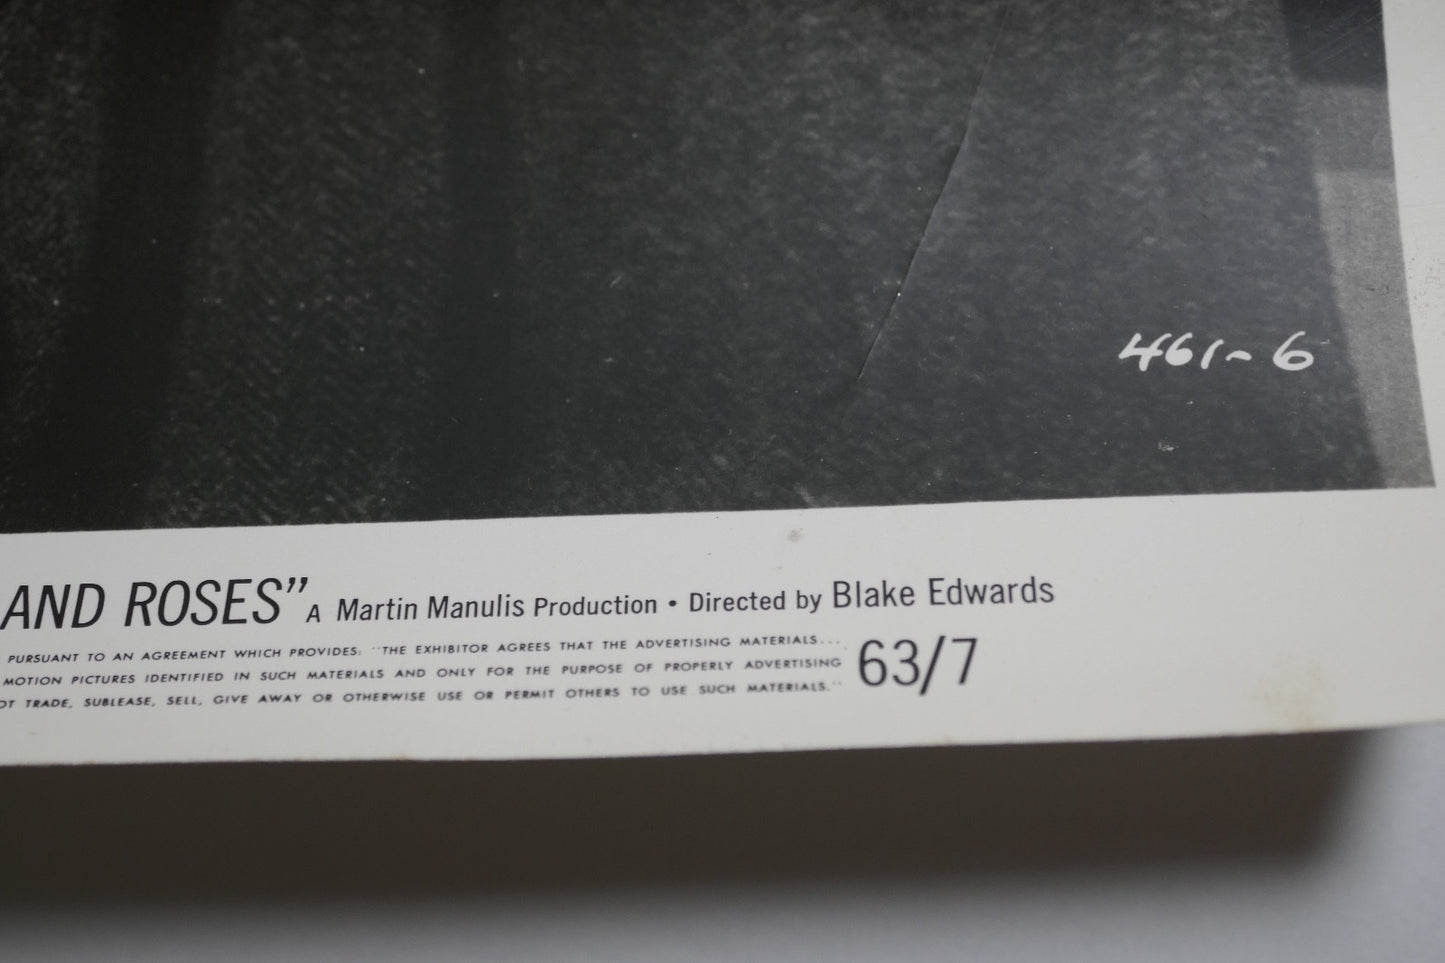 461-6
AND ROSES" A Martin Manulis Production • Directed by Blake Edwards
PURSUANT TO AN AGREEMENT WHICH PROVIDES: "THE EXHIBITOR AGREES THAT THE ADVERTISING MATERIALS...
MOTION PICTURES IDENTIFIED IN SUCH MATERIALS AND ONLY FOR THE PURPOSE OF PROPERLY ADVERTISING
OT TRADE, SUBLEASE, SELL, GIVE AWAY OR OTHERWISE USE OR PERMIT OTHERS TO USE SUCH MATERIALS."
63/7